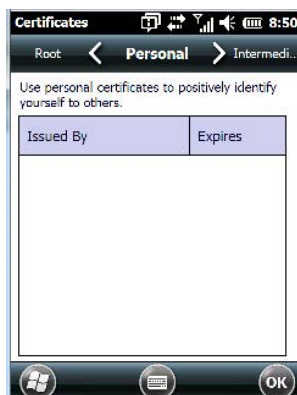 Certificates 8:50
Root Personal Intermedi..
Use personal certificates to positively identify
yourself to others.
Issued By Expires
OK